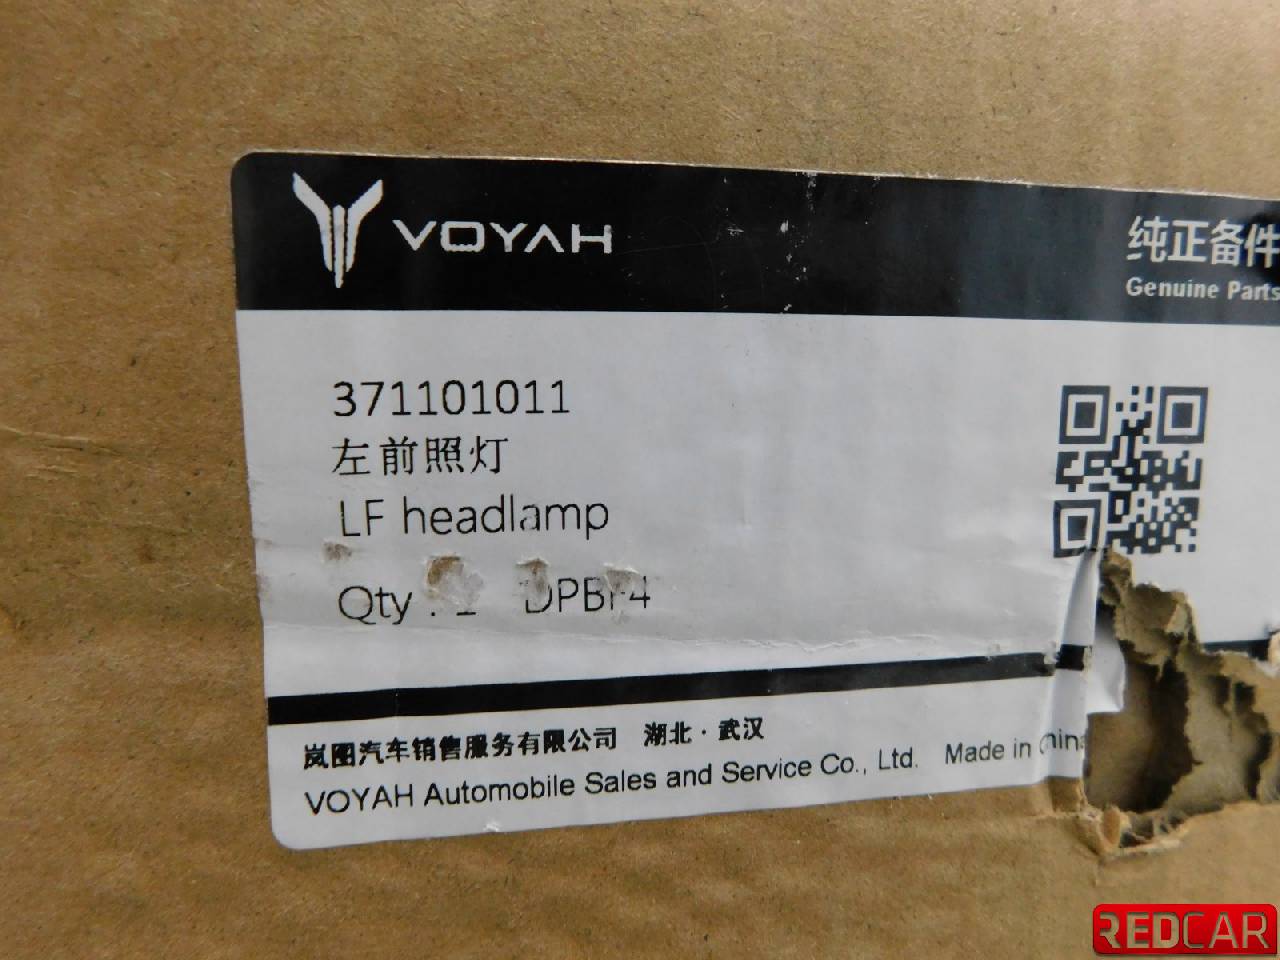 VOYAH
纯正备件
Genuine Parts
371101011
左前照灯
LF headlamp
Qty :
岚图汽车销售服务有限公司 湖北·武汉
VOYAH Automobile Sales and Service Co., Ltd. Made in China
REDCAR